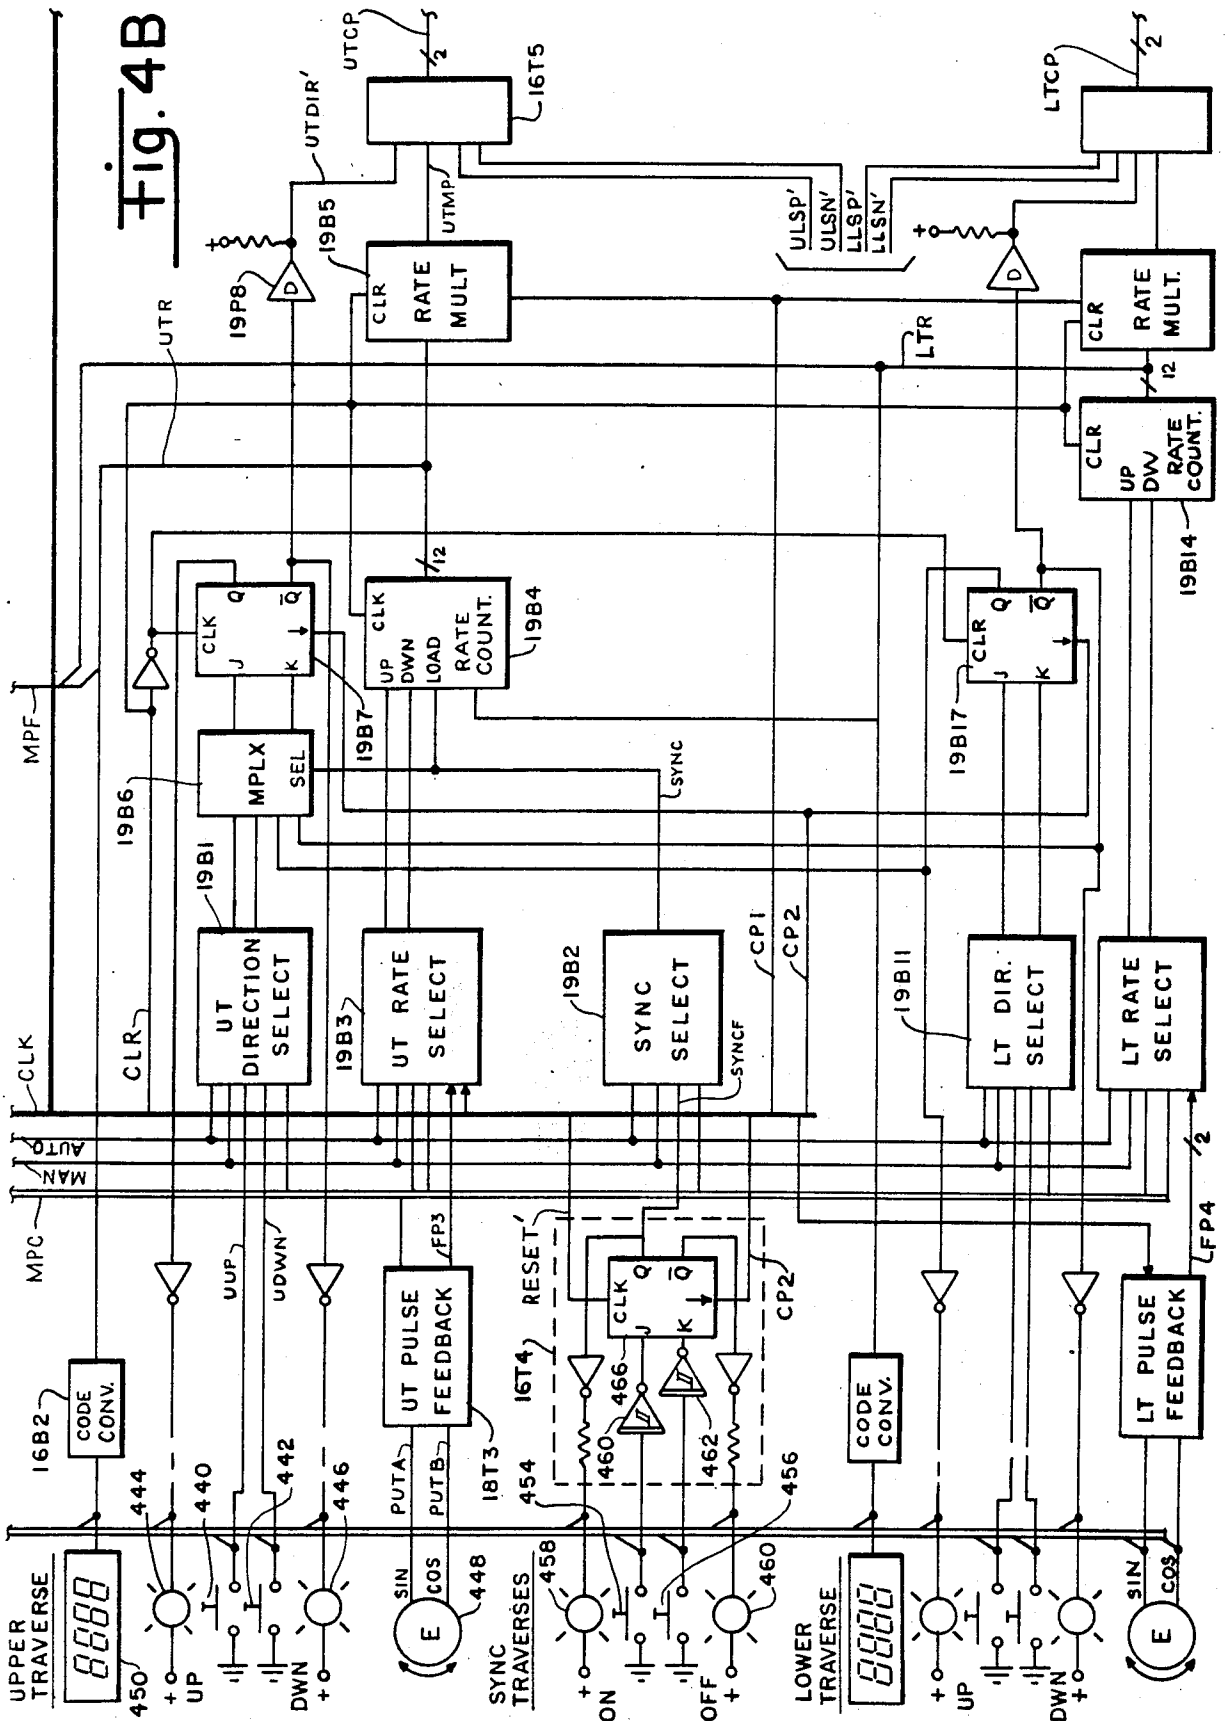 Fig. 4B
UPPER
TRAVERSE
450
+
UP
DWN
+
444
440
442
446
16B2
CODE
CONV.
MPC
MAN
AUTO
CLK
CLR
MPF
UTR
UUP
UDWN
UT
DIRECTION
SELECT
19B1
19B6
MPLX
SEL
CLK
J
K
Q
Q̅
19B7
19P8
D
+
UTDIR'
UTCP
2
16T5
SIN
COS
E
448
PUTA
PUTB
UT PULSE
FEEDBACK
18T3
FP3
19B3
UT RATE
SELECT
UP
DWN
LOAD
CLK
RATE
COUNT.
19B4
12
CLR
RATE
MULT
19B5
UTMP
ULSP'
ULSN'
LLSP'
LLSN'
SYNC
TRAVERSES
+
ON
OFF
+
458
454
460
456
16T4
RESET'
460
466
462
CLK
J
K
Q
Q̅
CP2
SYNCF
19B2
SYNC
SELECT
SYNC
CP1
CP2
LTR
LOWER
TRAVERSE
+
UP
DWN
+
CODE
CONV.
19B11
LT DIR.
SELECT
19B17
CLR
J
K
Q
Q̅
D
+
LTCP
2
SIN
COS
E
LT PULSE
FEEDBACK
FP4
2
LT RATE
SELECT
CLR
UP
DW
RATE
COUNT.
19B14
12
CLR
RATE
MULT.